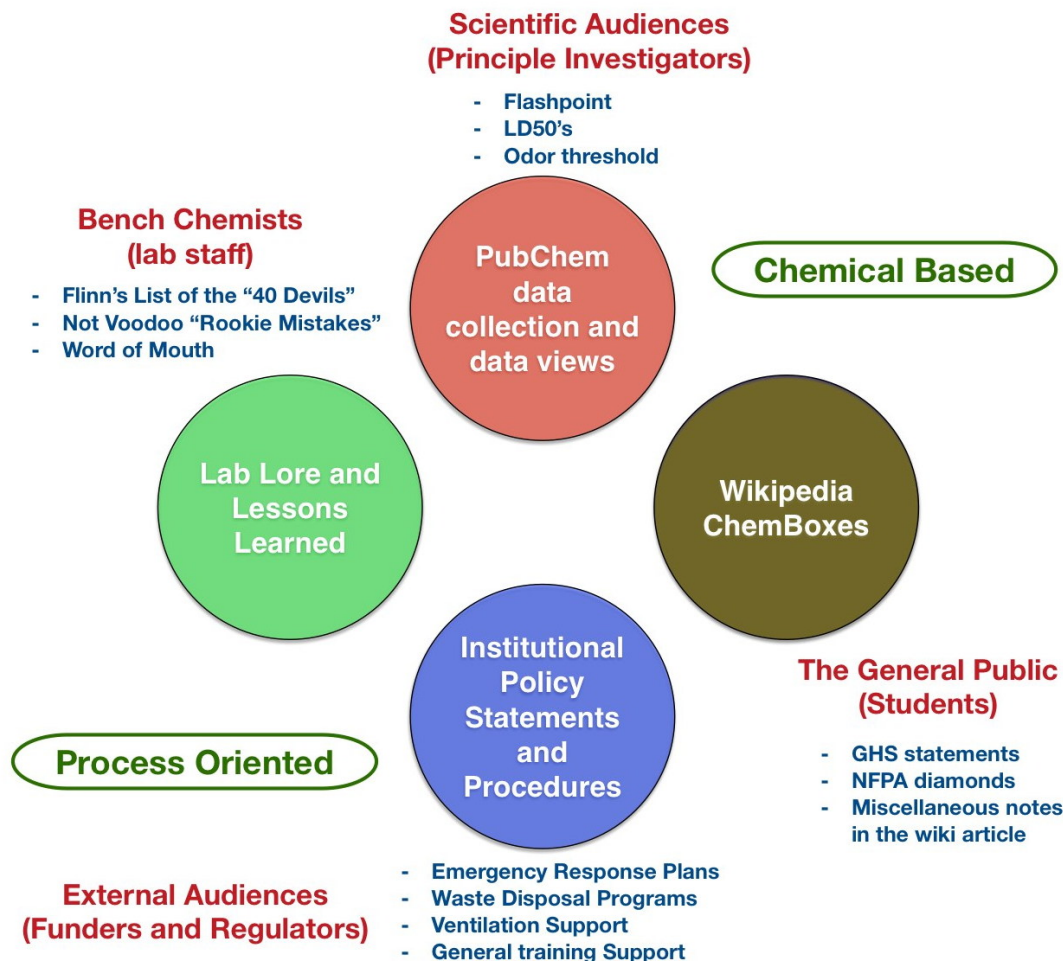 Scientific Audiences
(Principle Investigators)
- Flashpoint
- LD50's
- Odor threshold
Bench Chemists
(lab staff)
- Flinn's List of the “40 Devils”
- Not Voodoo “Rookie Mistakes”
- Word of Mouth
PubChem
data
collection and
data views
Chemical Based
Lab Lore and
Lessons
Learned
Wikipedia
ChemBoxes
Institutional
Policy
Statements
and
Procedures
The General Public
(Students)
- GHS statements
- NFPA diamonds
- Miscellaneous notes
in the wiki article
Process Oriented
External Audiences
(Funders and Regulators)
- Emergency Response Plans
- Waste Disposal Programs
- Ventilation Support
- General training Support